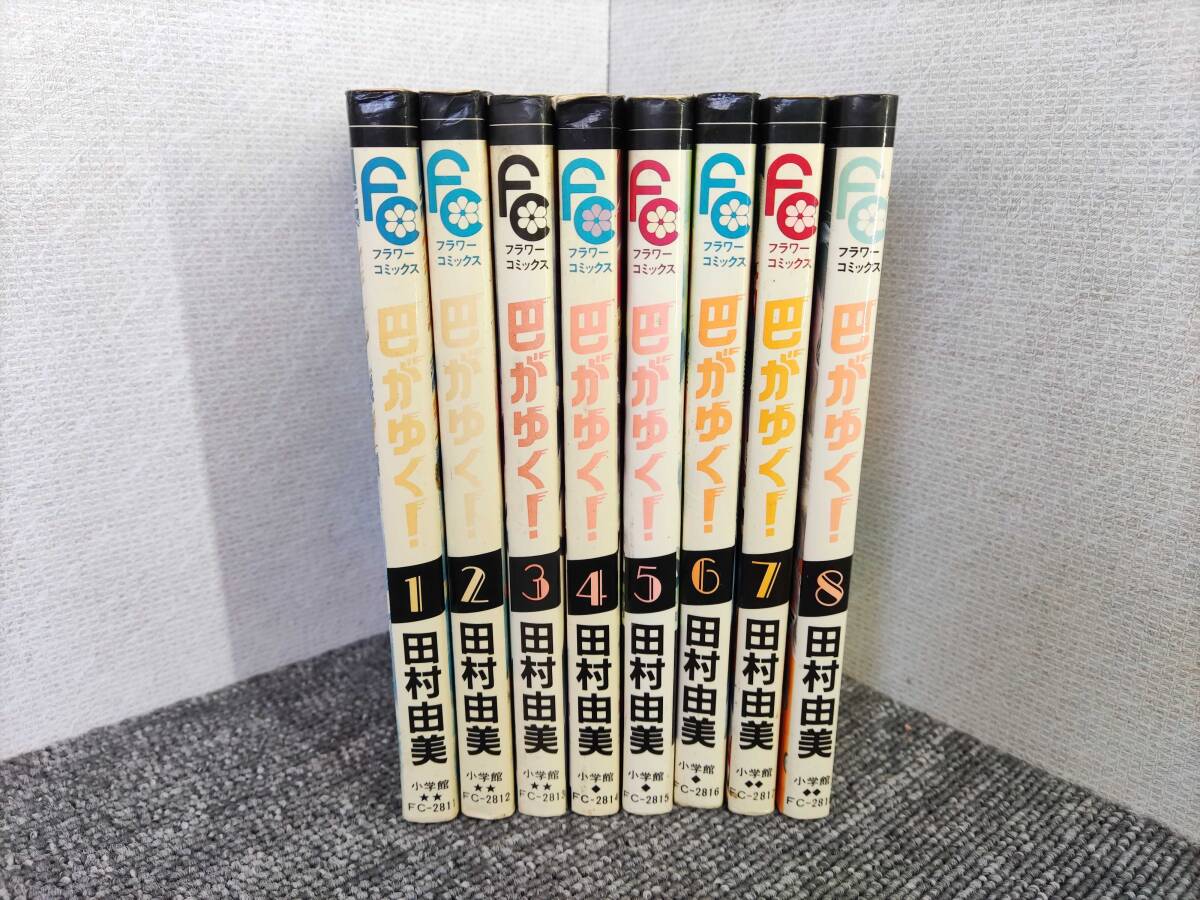 FC
フラワー
コミックス
巴がゆく!
1
田村由美
小学館
★★
FC-2811
FC
フラワー
コミックス
巴がゆく!
2
田村由美
小学館
★★
FC-2812
FC
フラワー
コミックス
巴がゆく!
3
田村由美
小学館
★★
FC-2813
FC
フラワー
コミックス
巴がゆく!
4
田村由美
小学館
◆
FC-2814
FC
フラワー
コミックス
巴がゆく!
5
田村由美
小学館
◆
FC-2815
FC
フラワー
コミックス
巴がゆく!
6
田村由美
小学館
◆
FC-2816
FC
フラワー
コミックス
巴がゆく!
7
田村由美
小学館
◆◆
FC-2817
FC
フラワー
コミックス
巴がゆく!
8
田村由美
小学館
◆◆